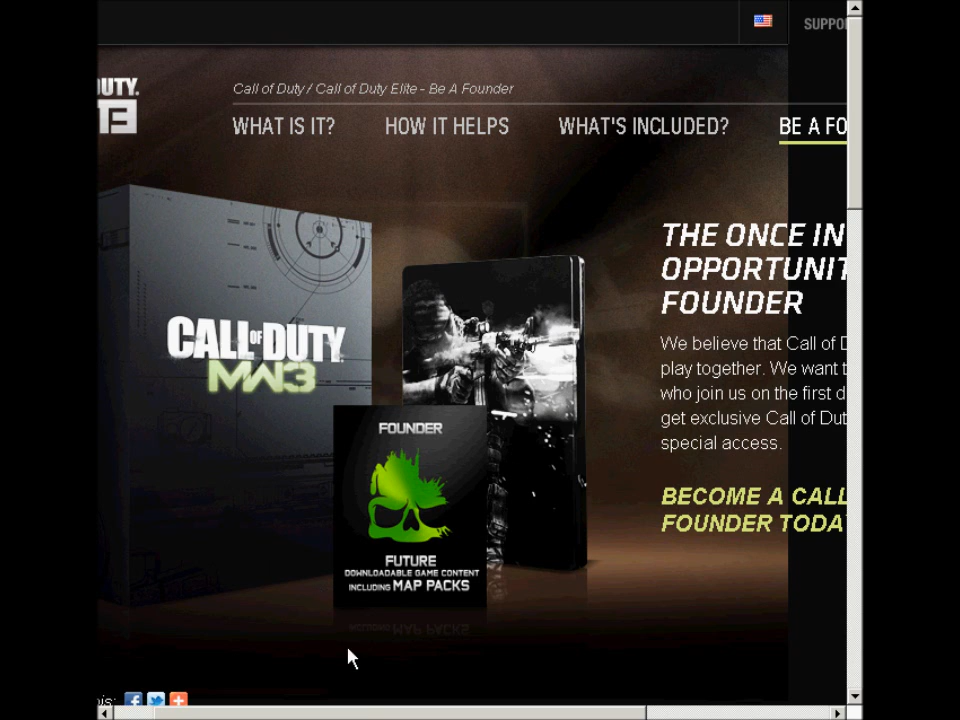 SUPPO
UTY.
Call of Duty / Call of Duty Elite - Be A Founder
WHAT IS IT? HOW IT HELPS WHAT'S INCLUDED? BE A FO
THE ONCE IN
OPPORTUNIT
FOUNDER
We believe that Call of D
play together. We want t
who join us on the first d
get exclusive Call of Dut
special access.
BECOME A CALL
FOUNDER TODAY
CALL OF DUTY
MW3
FOUNDER
FUTURE
DOWNLOADABLE GAME CONTENT
INCLUDING MAP PACKS
his: